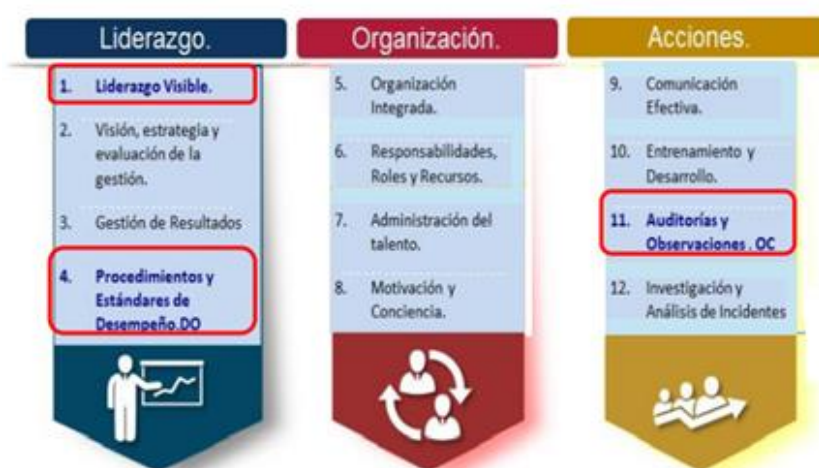 Liderazgo.
1. Liderazgo Visible.
2. Visión, estrategia y
evaluación de la
gestión.
3. Gestión de Resultados
4. Procedimientos y
Estándares de
Desempeño.DO
Organización.
5. Organización
Integrada.
6. Responsabilidades,
Roles y Recursos.
7. Administración del
talento.
8. Motivación y
Conciencia.
Acciones.
9. Comunicación
Efectiva.
10. Entrenamiento y
Desarrollo.
11. Auditorías y
Observaciones . OC
12. Investigación y
Análisis de Incidentes